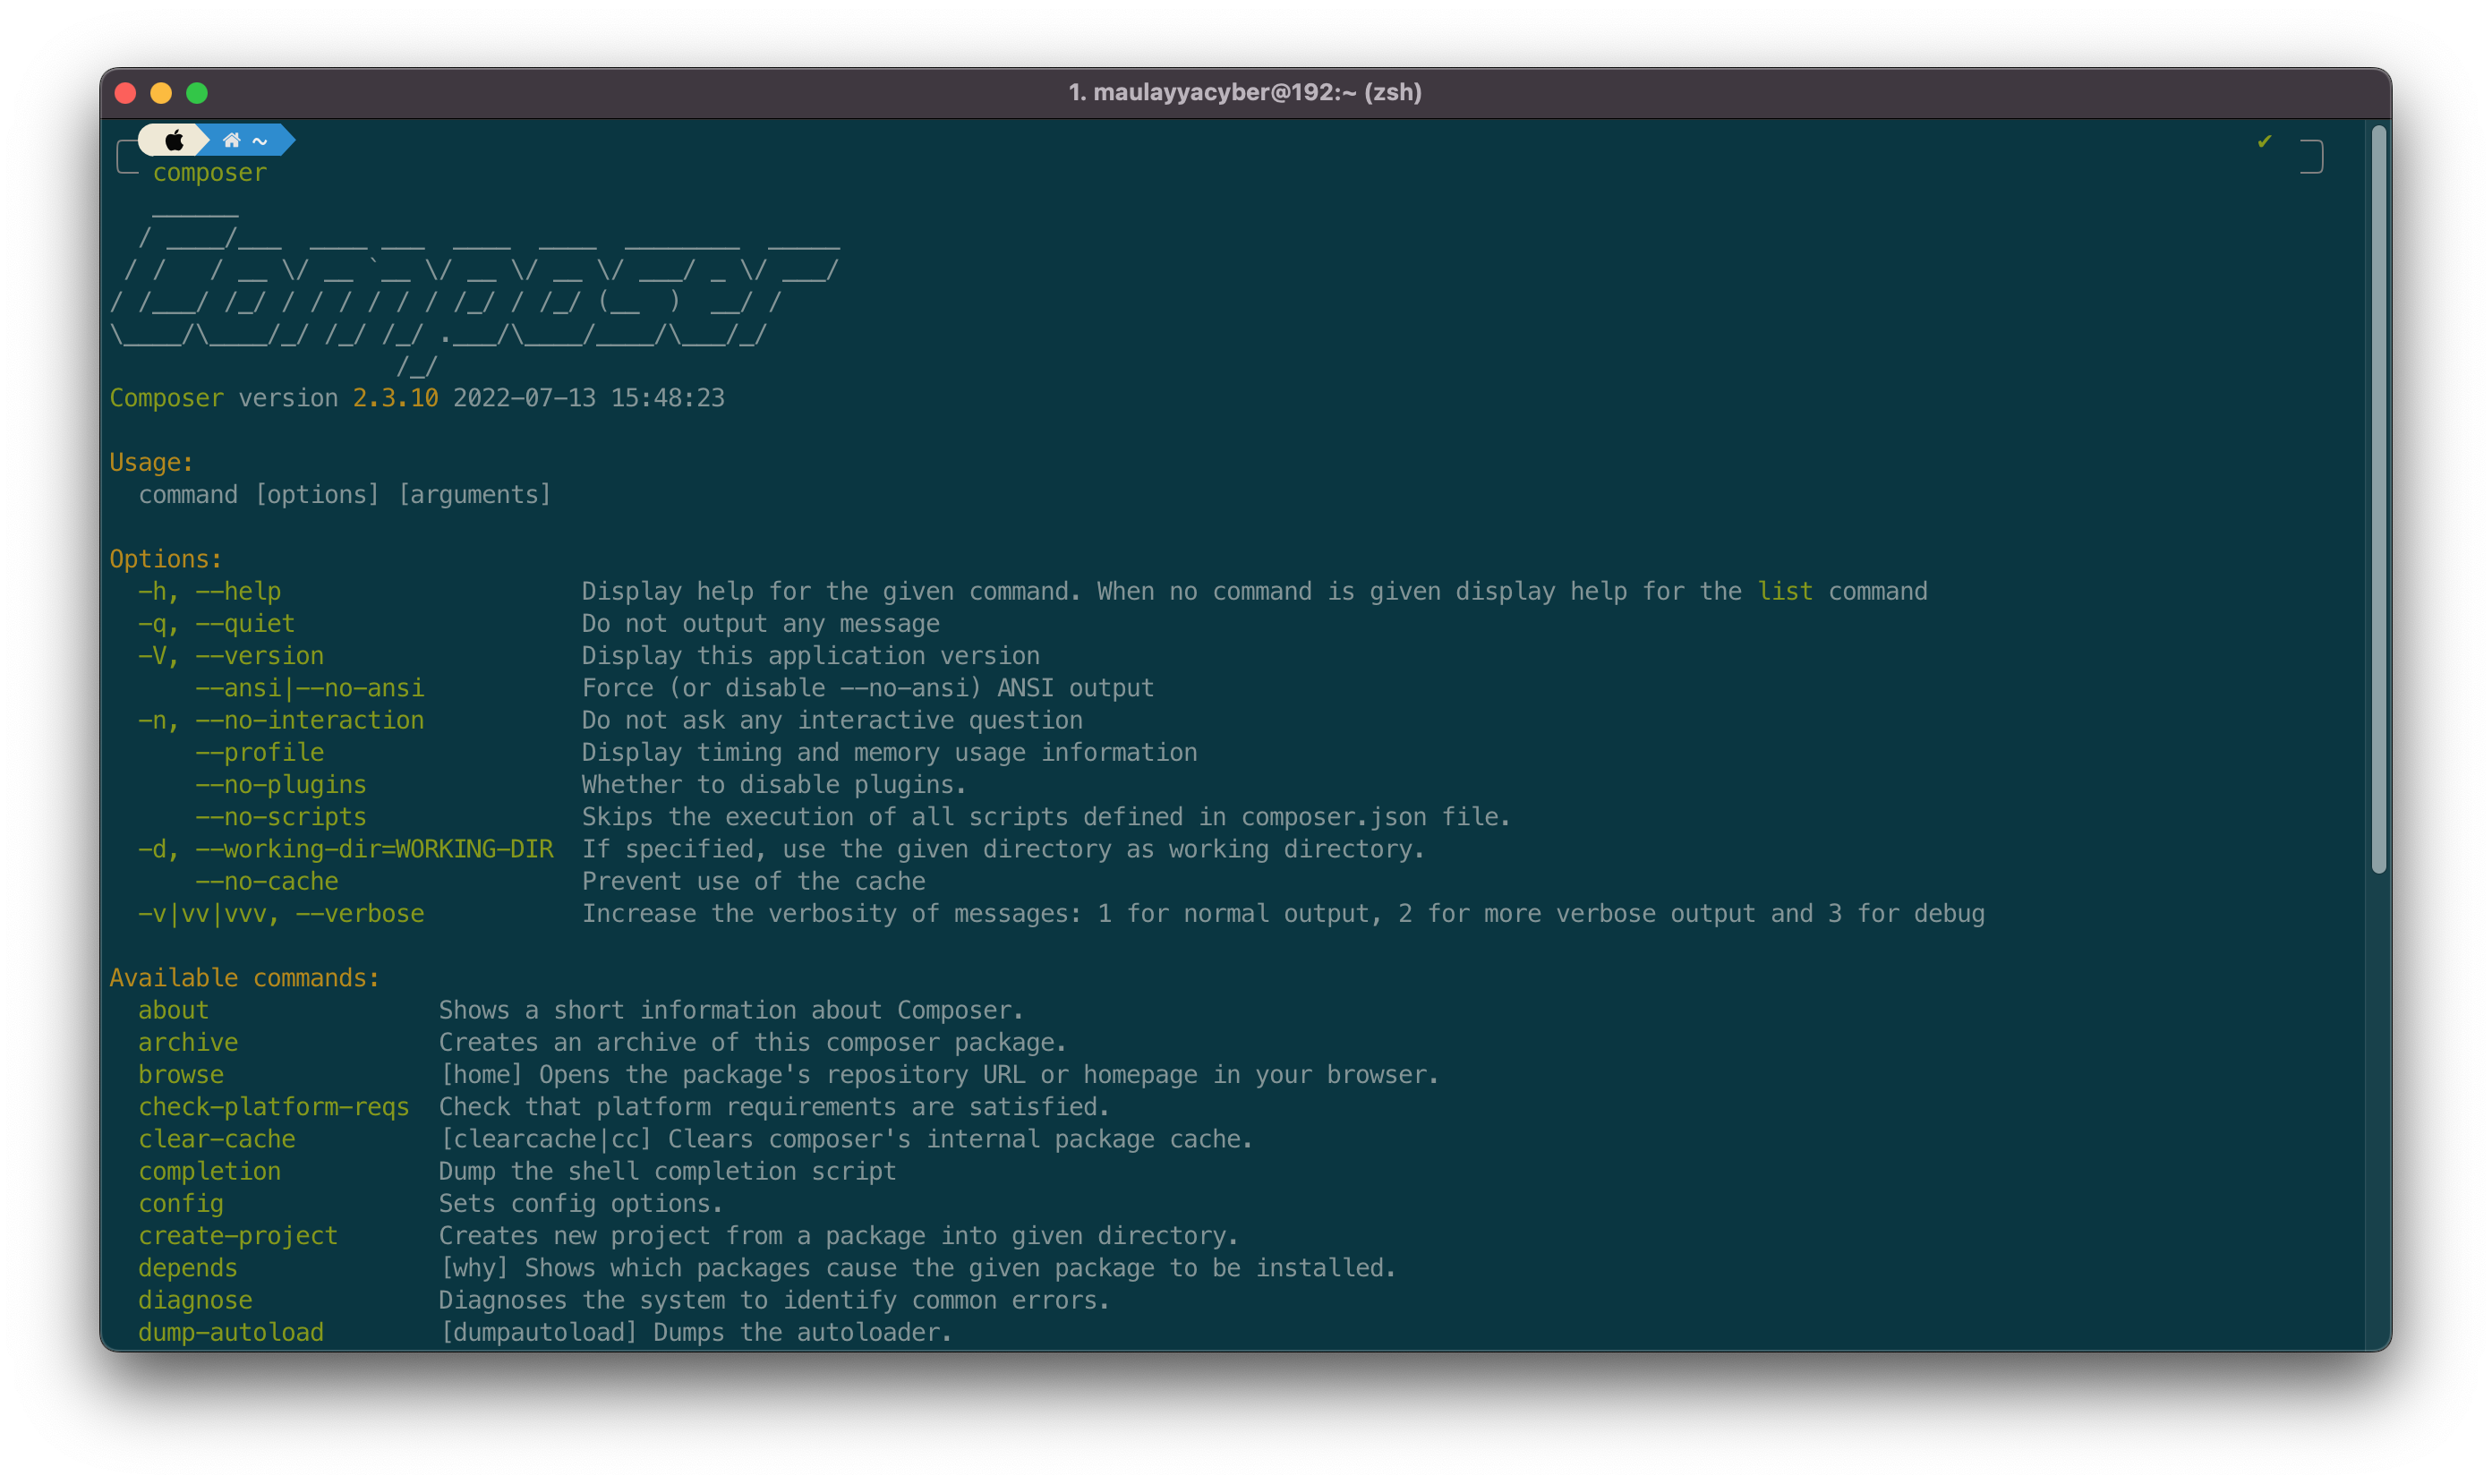 1. maulayyacyber@192:~ (zsh)
~ ✔
composer
   ______
  / ____/___  ____ ___  ____  ____  ________  _____
 / /   / __ \/ __ `__ \/ __ \/ __ \/ ___/ _ \/ ___/
/ /___/ /_/ / / / / / / /_/ / /_/ (__  )  __/ /
\____/\____/_/ /_/ /_/ .___/\____/____/\___/_/
                    /_/
Composer version 2.3.10 2022-07-13 15:48:23
Usage:
  command [options] [arguments]
Options:
  -h, --help                     Display help for the given command. When no command is given display help for the list command
  -q, --quiet                    Do not output any message
  -V, --version                  Display this application version
      --ansi|--no-ansi           Force (or disable --no-ansi) ANSI output
  -n, --no-interaction           Do not ask any interactive question
      --profile                  Display timing and memory usage information
      --no-plugins               Whether to disable plugins.
      --no-scripts               Skips the execution of all scripts defined in composer.json file.
  -d, --working-dir=WORKING-DIR  If specified, use the given directory as working directory.
      --no-cache                 Prevent use of the cache
  -v|vv|vvv, --verbose           Increase the verbosity of messages: 1 for normal output, 2 for more verbose output and 3 for debug
Available commands:
  about                Shows a short information about Composer.
  archive              Creates an archive of this composer package.
  browse               [home] Opens the package's repository URL or homepage in your browser.
  check-platform-reqs  Check that platform requirements are satisfied.
  clear-cache          [clearcache|cc] Clears composer's internal package cache.
  completion           Dump the shell completion script
  config               Sets config options.
  create-project       Creates new project from a package into given directory.
  depends              [why] Shows which packages cause the given package to be installed.
  diagnose             Diagnoses the system to identify common errors.
  dump-autoload        [dumpautoload] Dumps the autoloader.